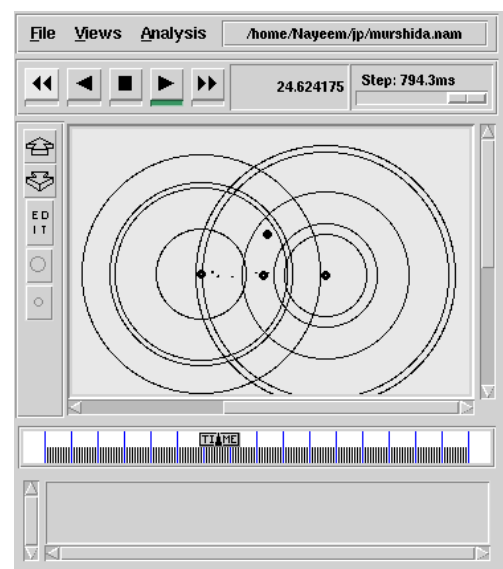 File Views Analysis /home/Nayeem/jp/murshida.nam
24.624175 Step: 794.3ms
ED
IT
TIME